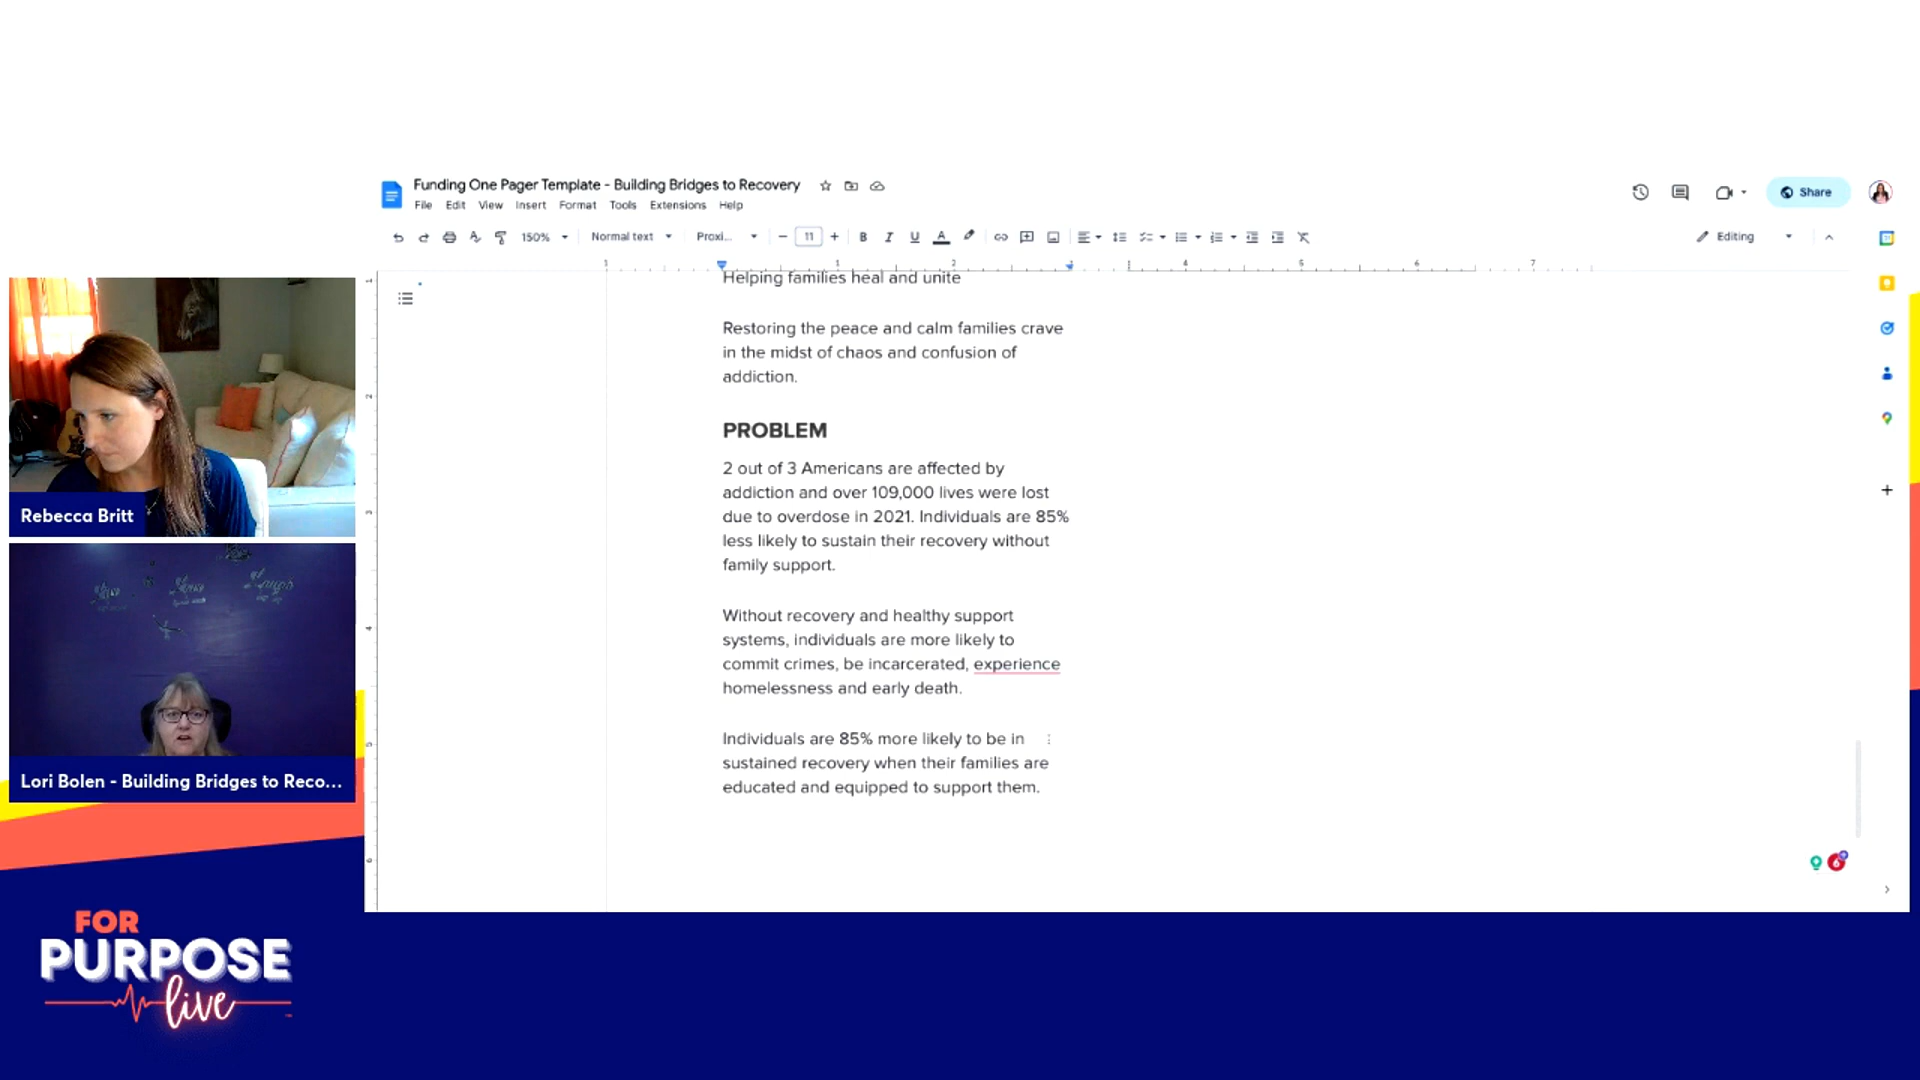 Funding One Pager Template - Building Bridges to Recovery
File Edit View Insert Format Tools Extensions Help
Share
150% Normal text Proxi... 11 B I U A Editing
Helping families heal and unite
Restoring the peace and calm families crave
in the midst of chaos and confusion of
addiction.
PROBLEM
2 out of 3 Americans are affected by
addiction and over 109,000 lives were lost
due to overdose in 2021. Individuals are 85%
less likely to sustain their recovery without
family support.
Without recovery and healthy support
systems, individuals are more likely to
commit crimes, be incarcerated, experience
homelessness and early death.
Individuals are 85% more likely to be in
sustained recovery when their families are
educated and equipped to support them.
Rebecca Britt
Live Love Laugh
Lori Bolen - Building Bridges to Reco...
FOR
PURPOSE
live